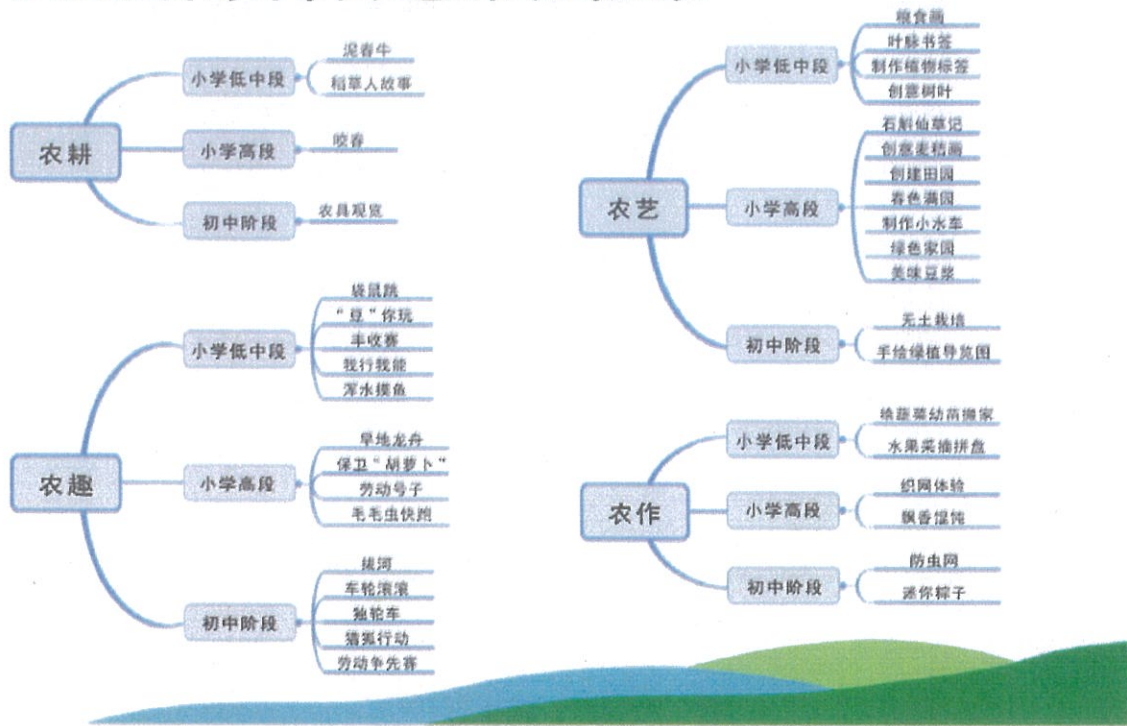 农耕
小学低中段
泥春牛
稻草人故事
小学高段
咬春
初中阶段
农具观览
农趣
小学低中段
袋鼠跳
“豆”你玩
丰收赛
我行我能
浑水摸鱼
小学高段
旱地龙舟
保卫“胡萝卜”
劳动号子
毛毛虫快跑
初中阶段
拔河
车轮滚滚
独轮车
猎狐行动
劳动争先赛
农艺
小学低中段
粮食画
叶脉书签
制作植物标签
创意树叶
小学高段
石斛仙草记
创意麦秸画
创建田园
春色满园
制作小水车
绿色家园
美味豆浆
初中阶段
无土栽培
手绘绿植导览图
农作
小学低中段
给蔬菜幼苗搬家
水果采摘拼盘
小学高段
织网体验
飘香馄饨
初中阶段
防虫网
迷你粽子